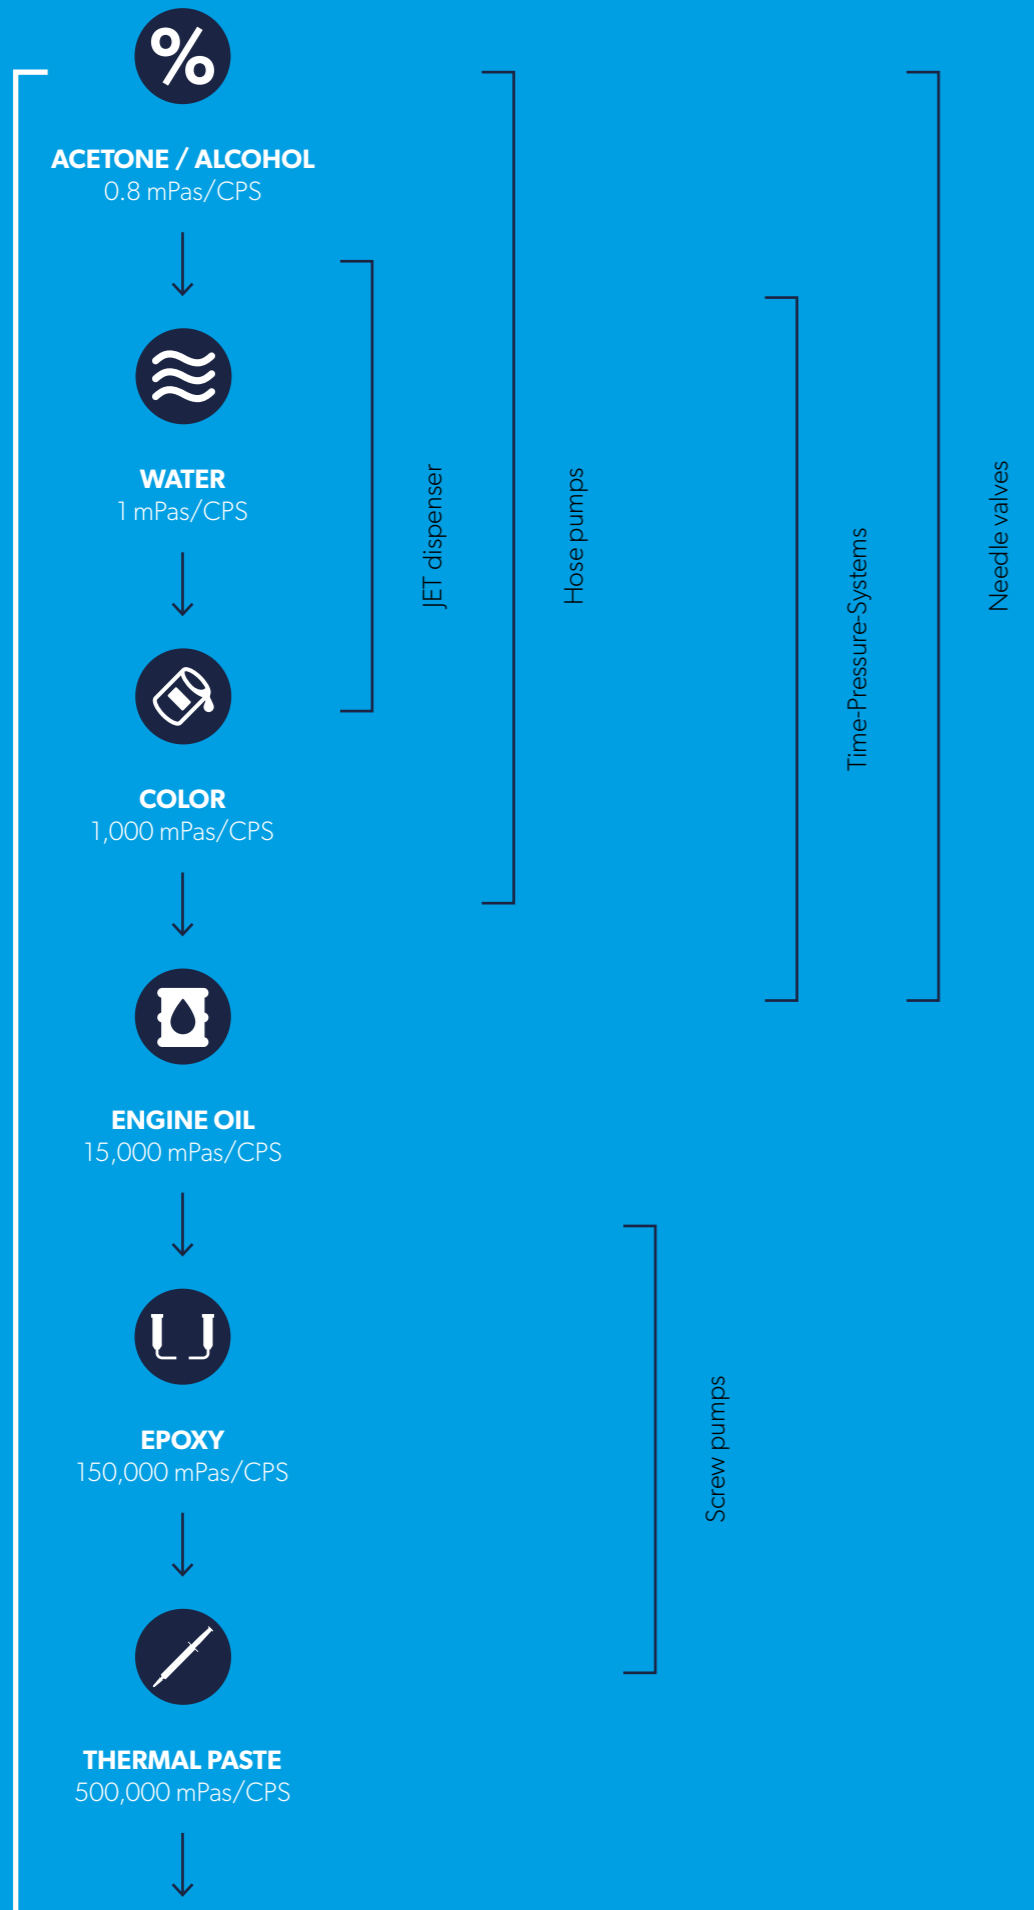 %
ACETONE / ALCOHOL
0.8 mPas/CPS
WATER
1 mPas/CPS
COLOR
1,000 mPas/CPS
ENGINE OIL
15,000 mPas/CPS
EPOXY
150,000 mPas/CPS
THERMAL PASTE
500,000 mPas/CPS
JET dispenser
Hose pumps
Screw pumps
Time-Pressure-Systems
Needle valves